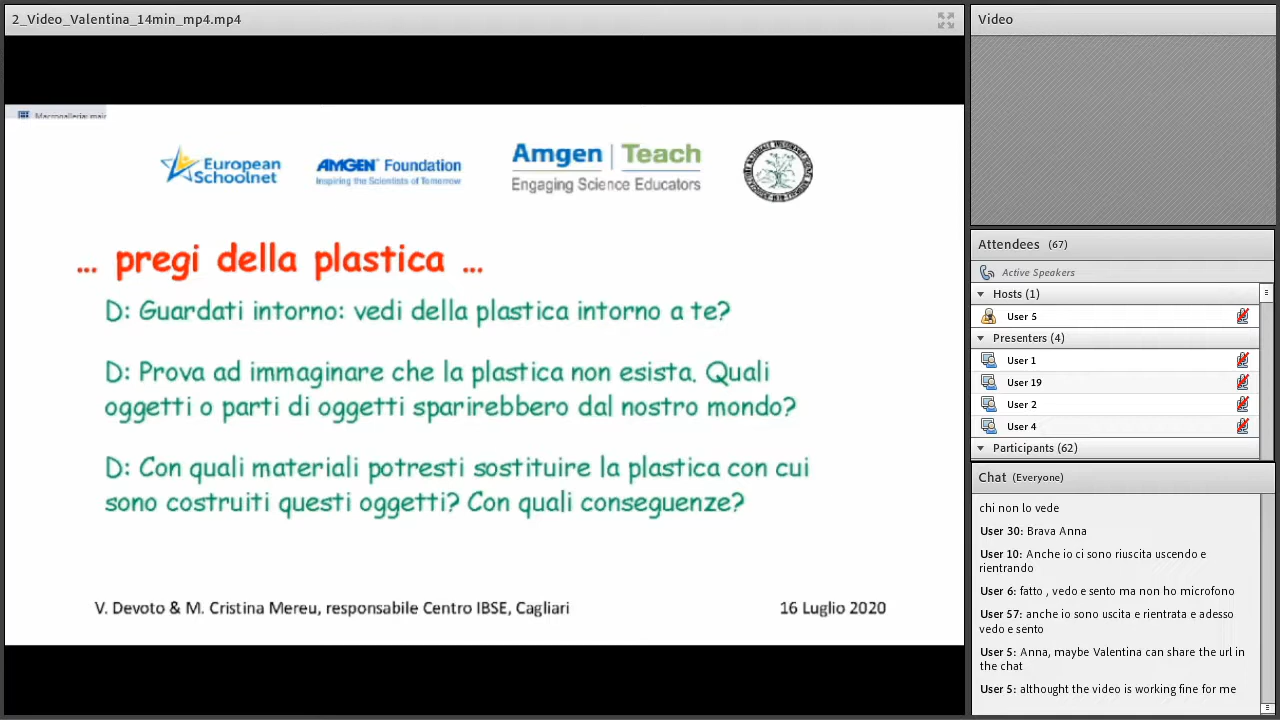 2_Video_Valentina_14min_mp4.mp4
European
Schoolnet
AMGEN Foundation
Inspiring the Scientists of Tomorrow
Amgen | Teach
Engaging Science Educators
... pregi della plastica ...
D: Guardati intorno: vedi della plastica intorno a te?
D: Prova ad immaginare che la plastica non esista. Quali
oggetti o parti di oggetti sparirebbero dal nostro mondo?
D: Con quali materiali potresti sostituire la plastica con cui
sono costruiti questi oggetti? Con quali conseguenze?
V. Devoto & M. Cristina Mereu, responsabile Centro IBSE, Cagliari
16 Luglio 2020
Video
Attendees (67)
Active Speakers
Hosts (1)
User 5
Presenters (4)
User 1
User 19
User 2
User 4
Participants (62)
Chat (Everyone)
chi non lo vede
User 30: Brava Anna
User 10: Anche io ci sono riuscita uscendo e
rientrando
User 6: fatto , vedo e sento ma non ho microfono
User 57: anche io sono uscita e rientrata e adesso
vedo e sento
User 5: Anna, maybe Valentina can share the url in
the chat
User 5: althought the video is working fine for me